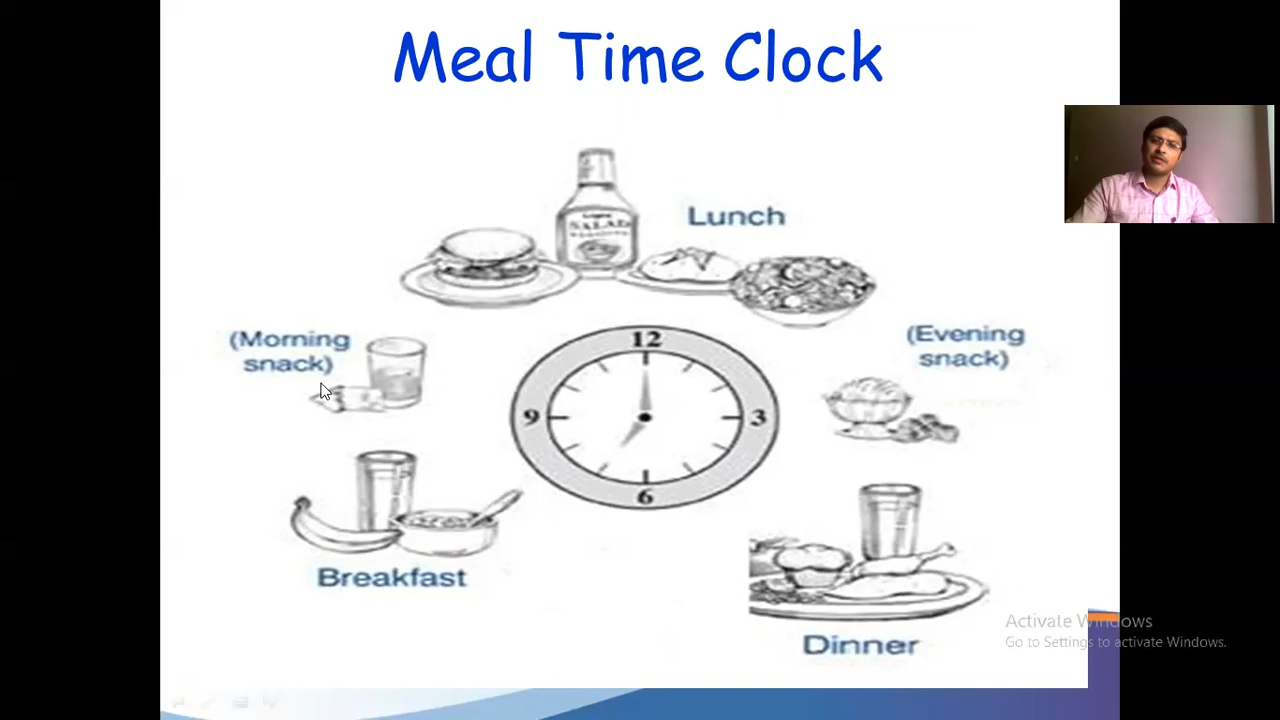 Meal Time Clock
Lunch
SALAD
(Morning
snack)
(Evening
snack)
12
9
3
6
Breakfast
Dinner
Activate Windows
Go to Settings to activate Windows.